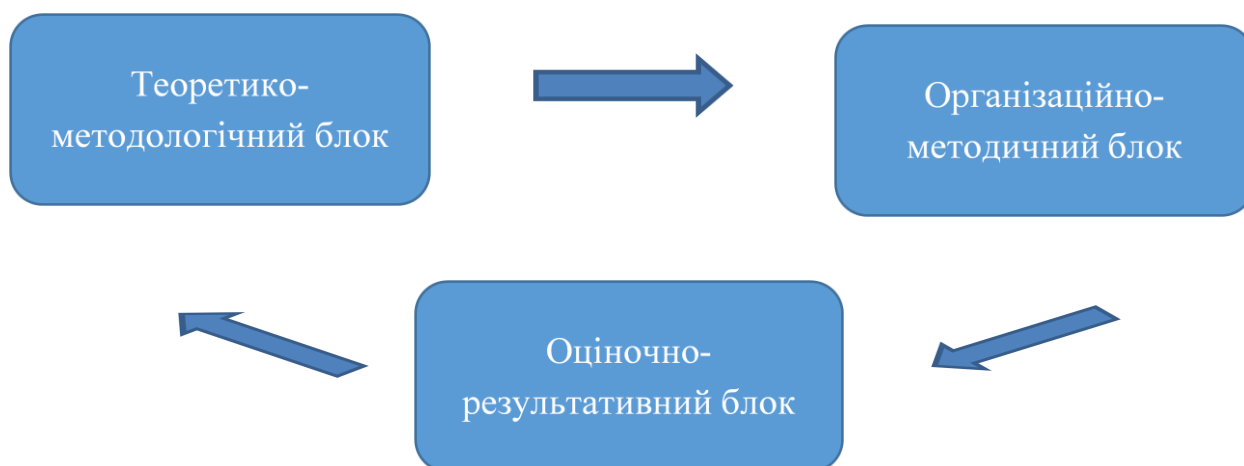 Теоретико-
методологічний блок
Організаційно-
методичний блок
Оціночно-
результативний блок